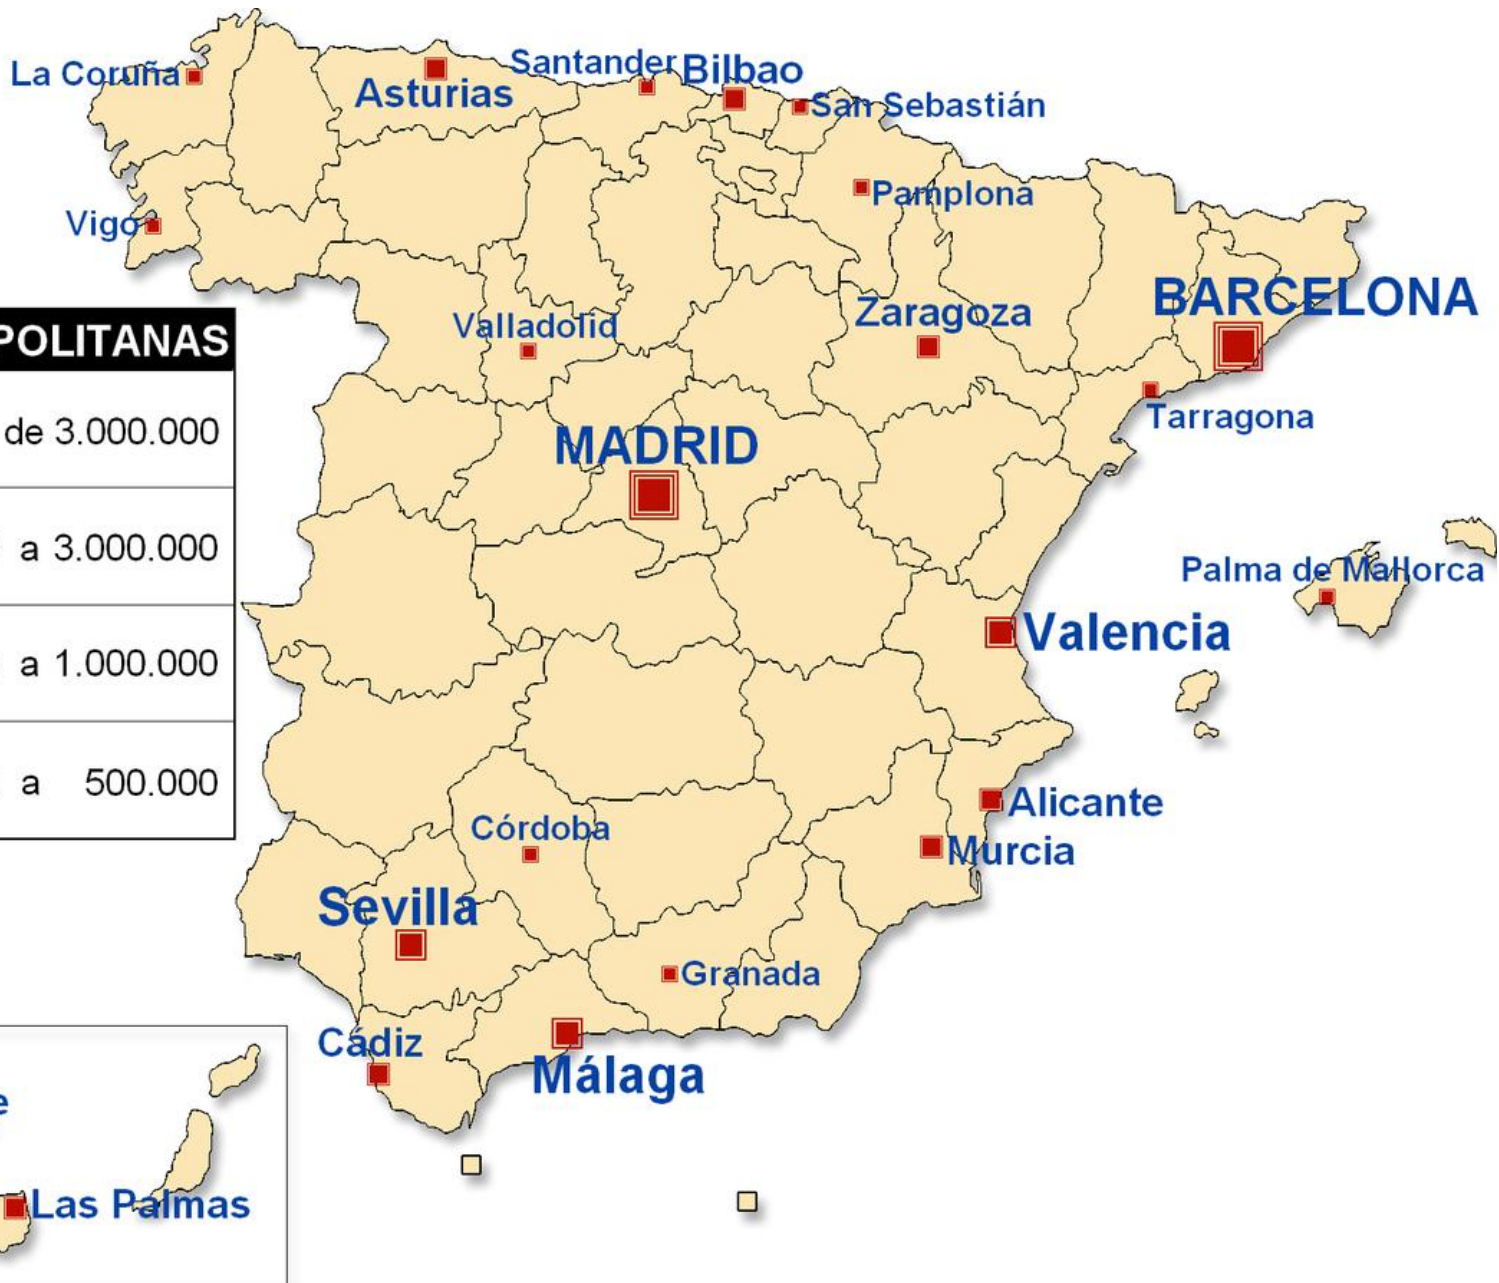 Santander
Bilbao
La Coruña
Asturias
San Sebastián
Pamplona
Vigo
BARCELONA
Zaragoza
Valladolid
POLITANAS
Tarragona
de 3.000.000
MADRID
a 3.000.000
Palma de Mallorca
Valencia
a 1.000.000
a 500.000
Alicante
Córdoba
Murcia
Sevilla
Granada
Cádiz
Málaga
e
Las Palmas